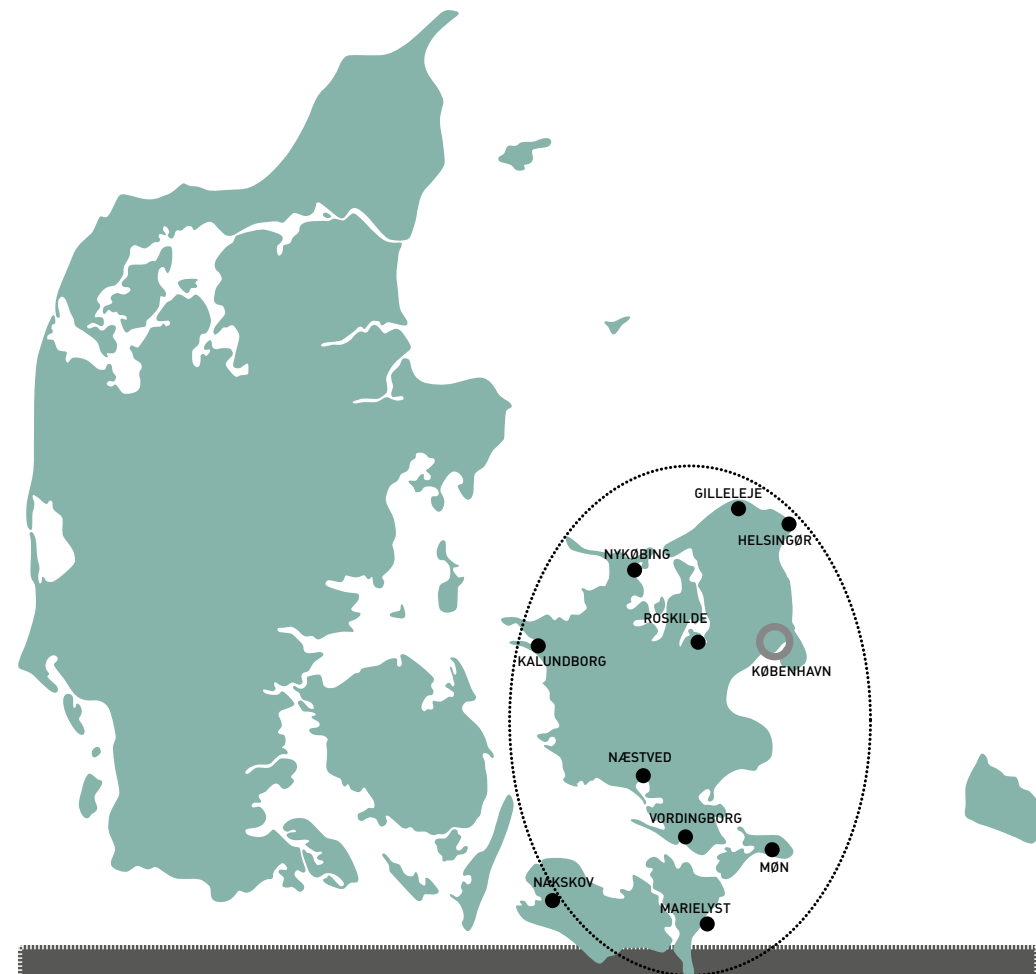 GILLELEJE
HELSINGØR
NYKØBING
ROSKILDE
KALUNDBORG
KØBENHAVN
NÆSTVED
VORDINGBORG
MØN
NAKSKOV
MARIELYST